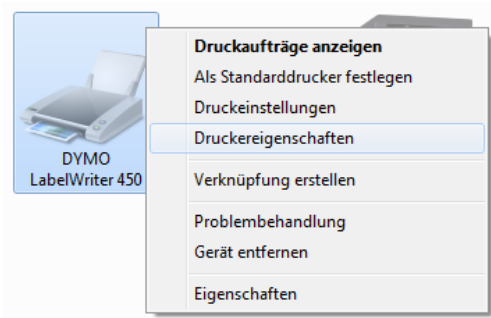 DYMO
LabelWriter 450
Druckaufträge anzeigen
Als Standarddrucker festlegen
Druckeinstellungen
Druckereigenschaften
Verknüpfung erstellen
Problembehandlung
Gerät entfernen
Eigenschaften